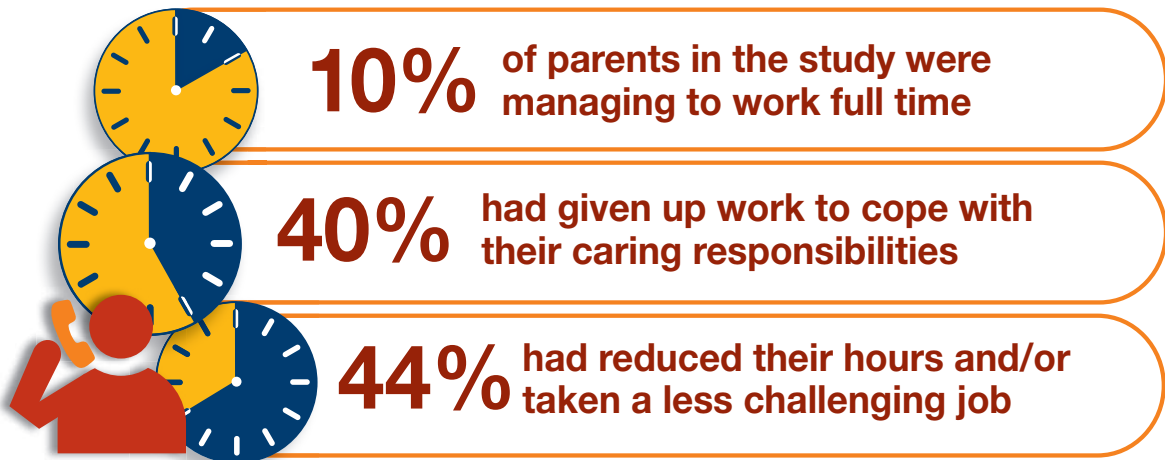 10% of parents in the study were
managing to work full time
40% had given up work to cope with
their caring responsibilities
44% had reduced their hours and/or
taken a less challenging job